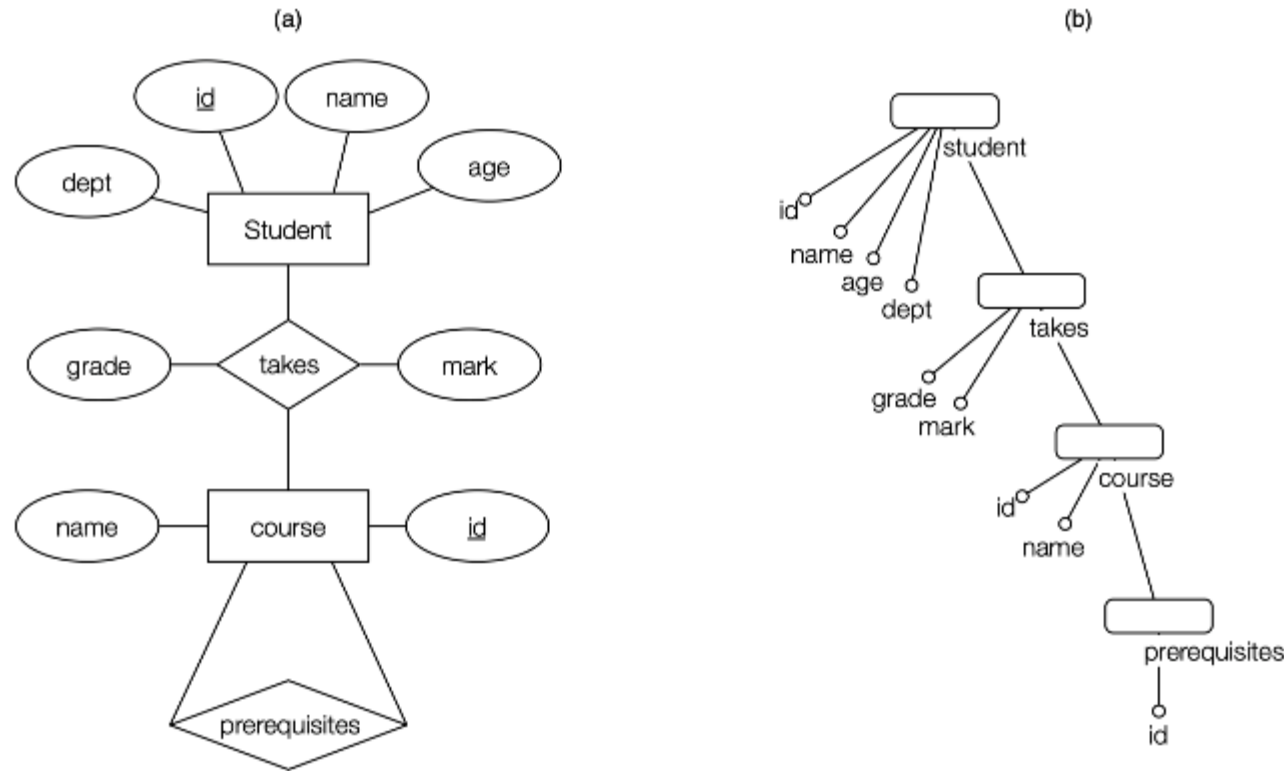 (a)
id
name
dept
age
Student
grade
takes
mark
name
course
id
prerequisites
(b)
student
id
name
age
dept
takes
grade
mark
course
id
name
prerequisites
id